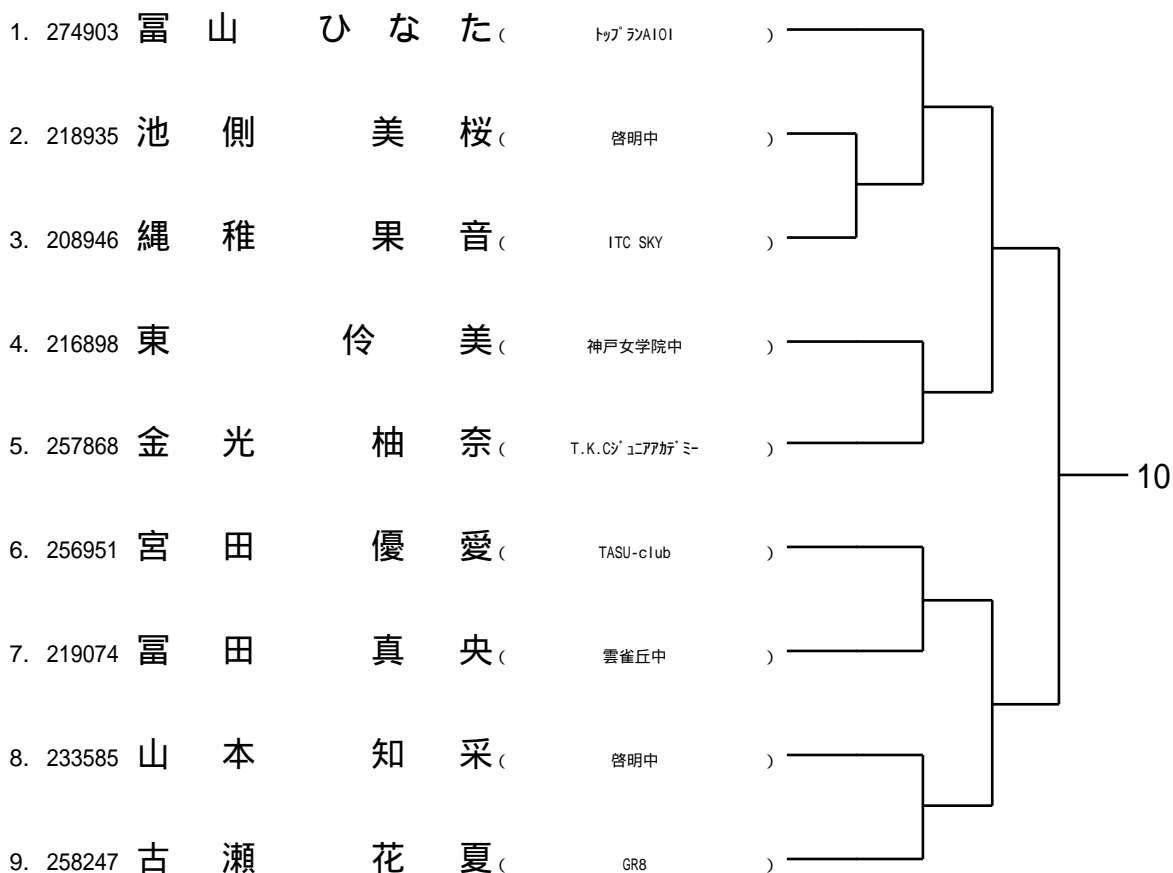 1. 274903 冨山 ひなた( トップランAIOI )
2. 218935 池側 美桜( 啓明中 )
3. 208946 縄稚 果音( ITC SKY )
4. 216898 東 伶美( 神戸女学院中 )
5. 257868 金光 柚奈( T.K.Cジュニアアカデミー )
10
6. 256951 宮田 優愛( TASU-club )
7. 219074 冨田 真央( 雲雀丘中 )
8. 233585 山本 知采( 啓明中 )
9. 258247 古瀬 花夏( GR8 )